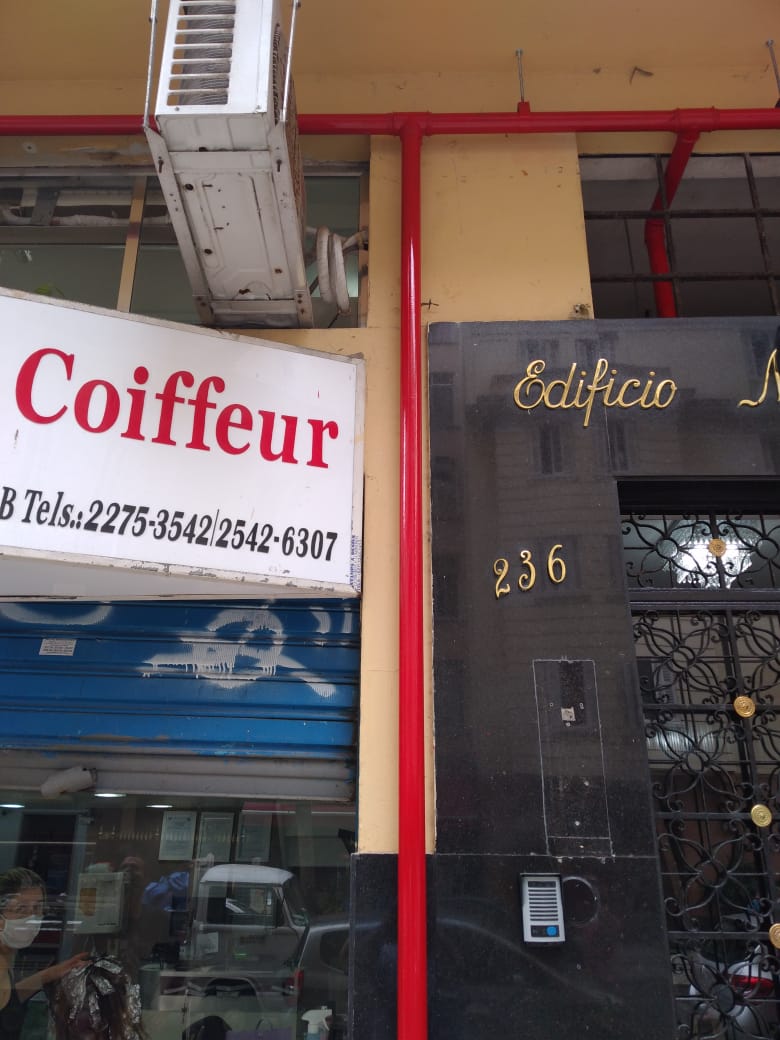 Coiffeur
B Tels.:2275-3542/2542-6307
Edificio
236